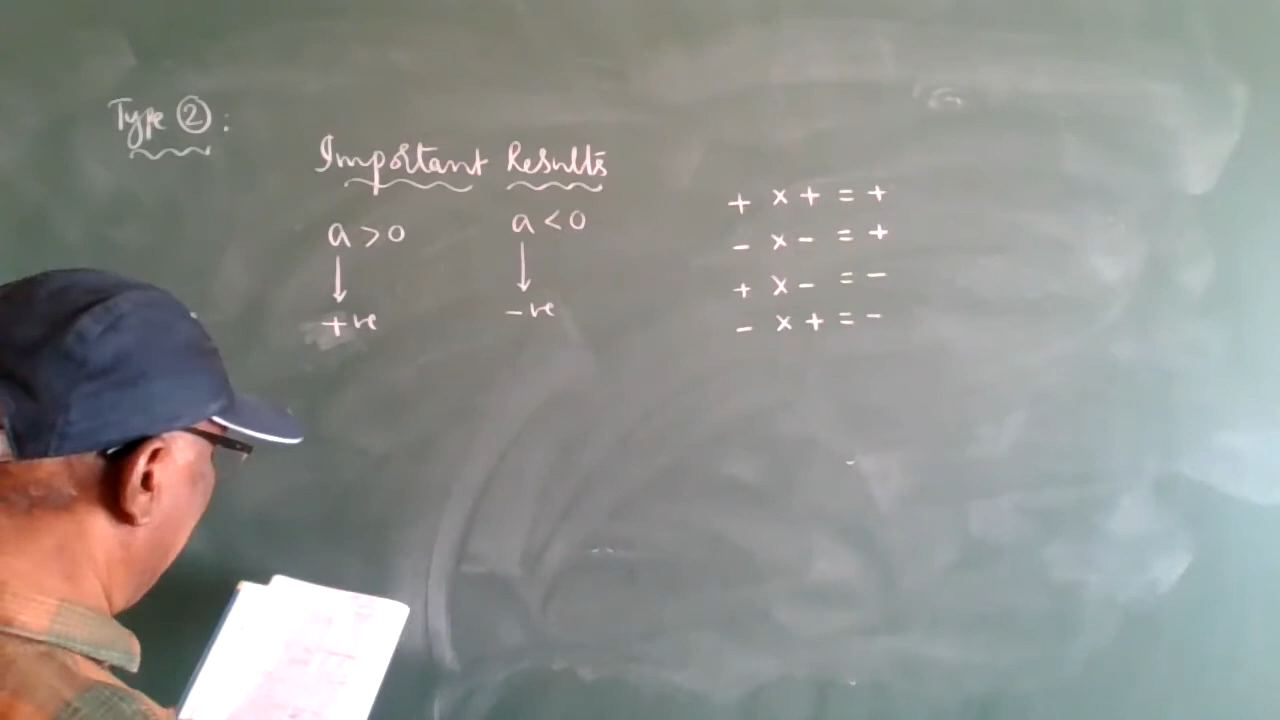 Type ② :
Important Results
a > 0 a < 0
+ve -ve
+ x + = +
- x - = +
+ x - = -
- x + = -